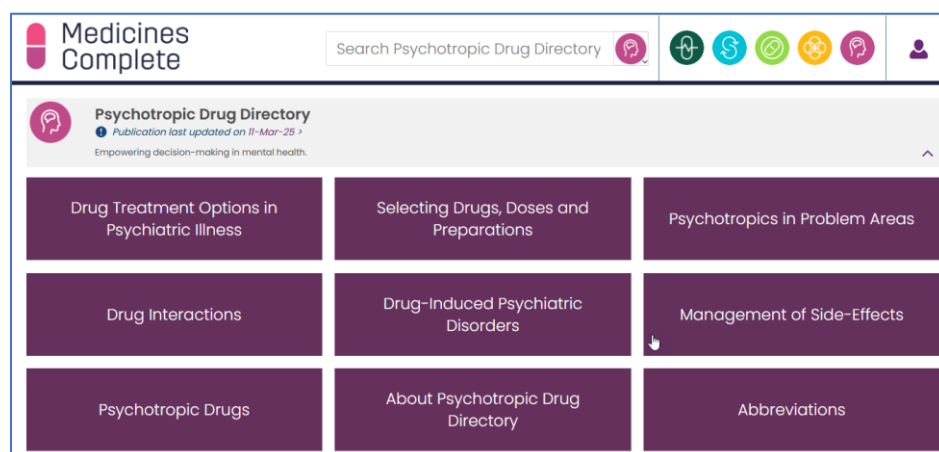 Medicines
Complete
Search Psychotropic Drug Directory
Psychotropic Drug Directory
Publication last updated on 11-Mar-25 >
Empowering decision-making in mental health.
Drug Treatment Options in
Psychiatric Illness
Selecting Drugs, Doses and
Preparations
Psychotropics in Problem Areas
Drug Interactions
Drug-Induced Psychiatric
Disorders
Management of Side-Effects
Psychotropic Drugs
About Psychotropic Drug
Directory
Abbreviations